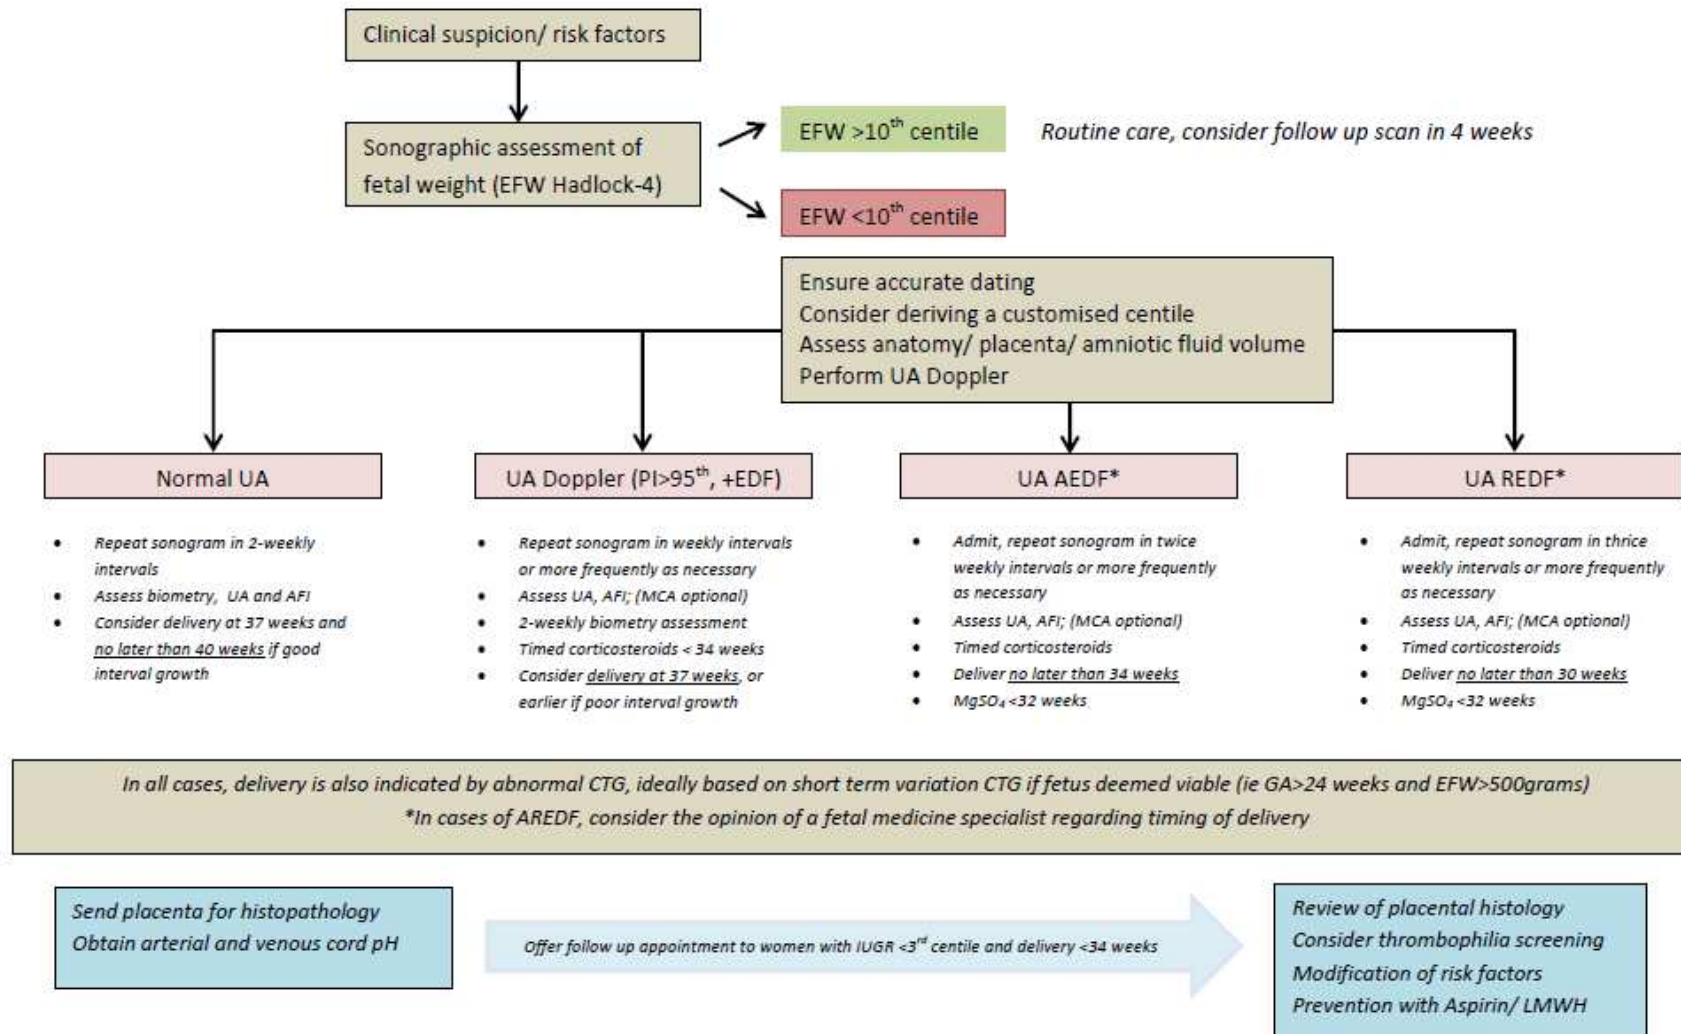 Clinical suspicion/ risk factors
Sonographic assessment of
fetal weight (EFW Hadlock-4)
EFW >10th centile
Routine care, consider follow up scan in 4 weeks
EFW <10th centile
Ensure accurate dating
Consider deriving a customised centile
Assess anatomy/ placenta/ amniotic fluid volume
Perform UA Doppler
Normal UA
• Repeat sonogram in 2-weekly
intervals
• Assess biometry, UA and AFI
• Consider delivery at 37 weeks and
no later than 40 weeks if good
interval growth
UA Doppler (PI>95th, +EDF)
• Repeat sonogram in weekly intervals
or more frequently as necessary
• Assess UA, AFI; (MCA optional)
• 2-weekly biometry assessment
• Timed corticosteroids < 34 weeks
• Consider delivery at 37 weeks, or
earlier if poor interval growth
UA AEDF*
• Admit, repeat sonogram in twice
weekly intervals or more frequently
as necessary
• Assess UA, AFI; (MCA optional)
• Timed corticosteroids
• Deliver no later than 34 weeks
• MgSO₄ <32 weeks
UA REDF*
• Admit, repeat sonogram in thrice
weekly intervals or more frequently
as necessary
• Assess UA, AFI; (MCA optional)
• Timed corticosteroids
• Deliver no later than 30 weeks
• MgSO₄ <32 weeks
In all cases, delivery is also indicated by abnormal CTG, ideally based on short term variation CTG if fetus deemed viable (ie GA>24 weeks and EFW>500grams)
*In cases of AREDF, consider the opinion of a fetal medicine specialist regarding timing of delivery
Send placenta for histopathology
Obtain arterial and venous cord pH
Offer follow up appointment to women with IUGR <3rd centile and delivery <34 weeks
Review of placental histology
Consider thrombophilia screening
Modification of risk factors
Prevention with Aspirin/ LMWH